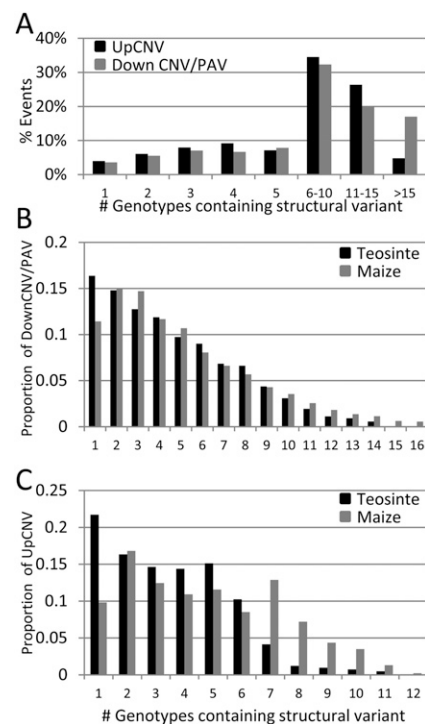 A
40%
30%
20%
10%
0%
% Events
UpCNV
Down CNV/PAV
1 2 3 4 5 6-10 11-15 >15
# Genotypes containing structural variant
B
0.2
0.15
0.1
0.05
0
Proportion of DownCNV/PAV
Teosinte
Maize
1 2 3 4 5 6 7 8 9 10 11 12 13 14 15 16
C
0.25
0.2
0.15
0.1
0.05
0
Proportion of UpCNV
Teosinte
Maize
1 2 3 4 5 6 7 8 9 10 11 12
# Genotypes containing structural variant